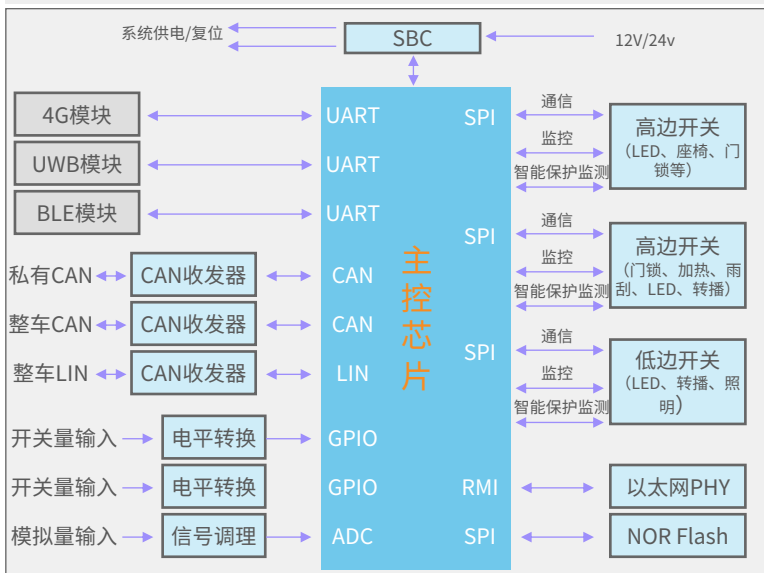 系统供电/复位
SBC
12V/24v
4G模块
UART
SPI
通信
监控
智能保护监测
高边开关
（LED、座椅、门
锁等）
UWB模块
UART
BLE模块
UART
SPI
通信
监控
智能保护监测
高边开关
（门锁、加热、雨
刮、LED、转播）
私有CAN
CAN收发器
CAN
整车CAN
CAN收发器
CAN
整车LIN
CAN收发器
LIN
主
控
芯
片
SPI
通信
监控
智能保护监测
低边开关
（LED、转播、照
明）
开关量输入
电平转换
GPIO
开关量输入
电平转换
GPIO
RMI
以太网PHY
模拟量输入
信号调理
ADC
SPI
NOR Flash